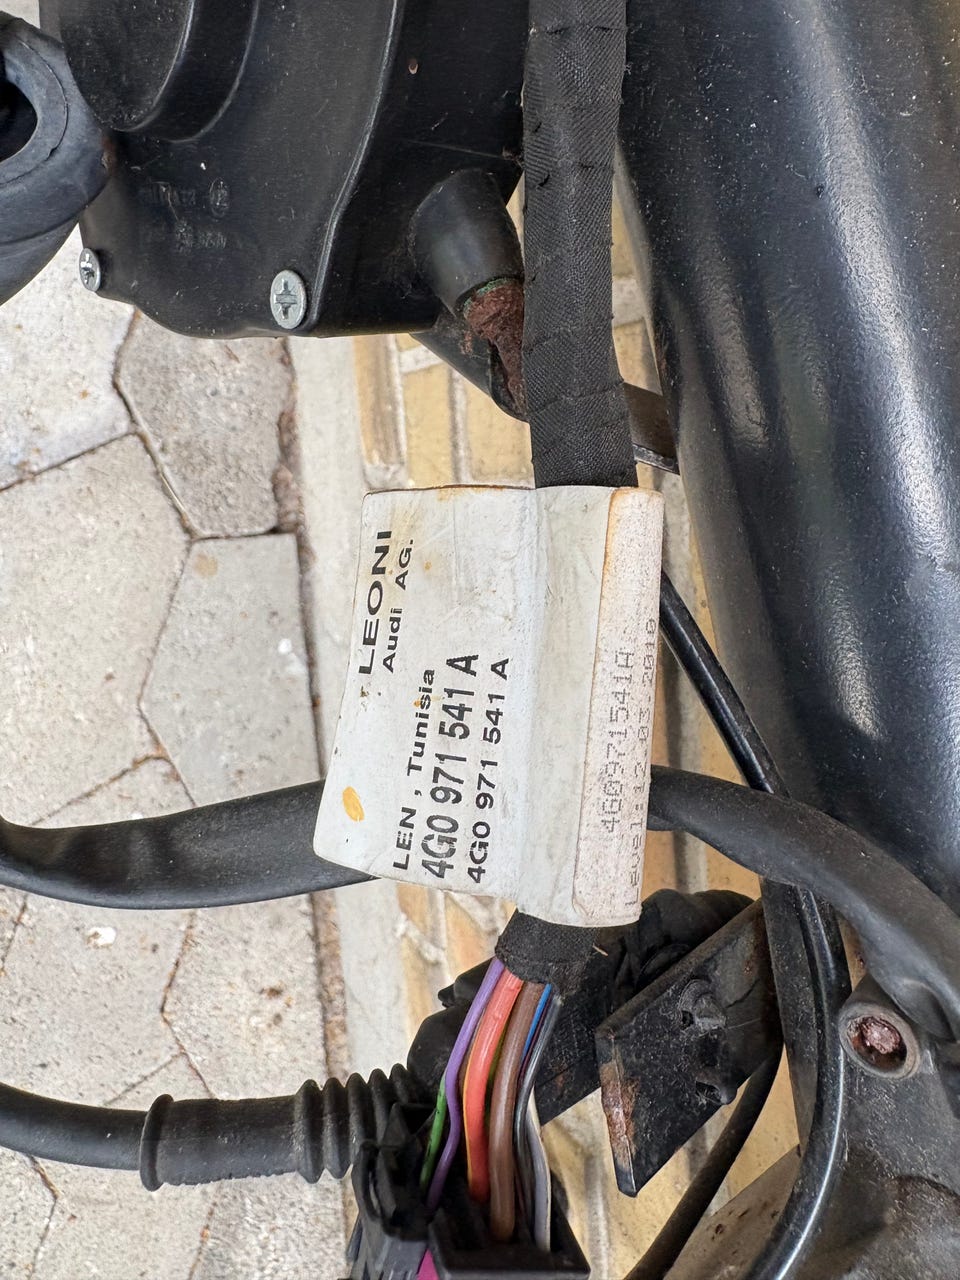 LEONI
Audi AG.
LEN , Tunisia
4G0 971 541 A
4G0 971 541 A
4G0971541A